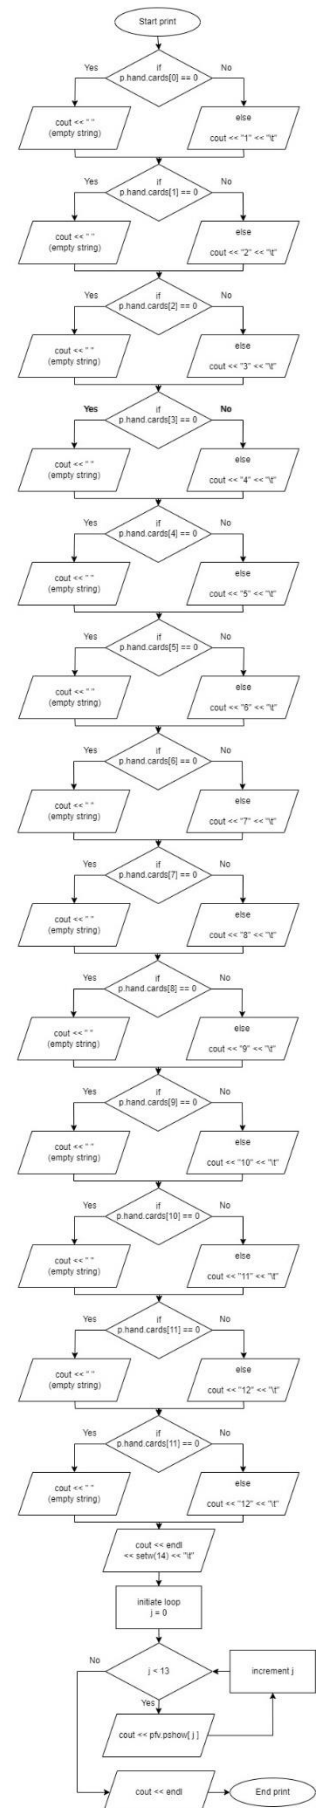 Start print
Yes
if
p.hand.cards[0] == 0
No
cout << " "
(empty string)
else
cout << "1" << "\t"
Yes
if
p.hand.cards[1] == 0
No
cout << " "
(empty string)
else
cout << "2" << "\t"
Yes
if
p.hand.cards[2] == 0
No
cout << " "
(empty string)
else
cout << "3" << "\t"
Yes
if
p.hand.cards[3] == 0
No
cout << " "
(empty string)
else
cout << "4" << "\t"
Yes
if
p.hand.cards[4] == 0
No
cout << " "
(empty string)
else
cout << "5" << "\t"
Yes
if
p.hand.cards[5] == 0
No
cout << " "
(empty string)
else
cout << "6" << "\t"
Yes
if
p.hand.cards[6] == 0
No
cout << " "
(empty string)
else
cout << "7" << "\t"
Yes
if
p.hand.cards[7] == 0
No
cout << " "
(empty string)
else
cout << "8" << "\t"
Yes
if
p.hand.cards[8] == 0
No
cout << " "
(empty string)
else
cout << "9" << "\t"
Yes
if
p.hand.cards[9] == 0
No
cout << " "
(empty string)
else
cout << "10" << "\t"
Yes
if
p.hand.cards[10] == 0
No
cout << " "
(empty string)
else
cout << "11" << "\t"
Yes
if
p.hand.cards[11] == 0
No
cout << " "
(empty string)
else
cout << "12" << "\t"
Yes
if
p.hand.cards[11] == 0
No
cout << " "
(empty string)
else
cout << "12" << "\t"
cout << endl
<< setw(14) << "\t"
initiate loop
j = 0
No
j < 13
increment j
Yes
cout << pfv.pshow[ j ]
cout << endl
End print